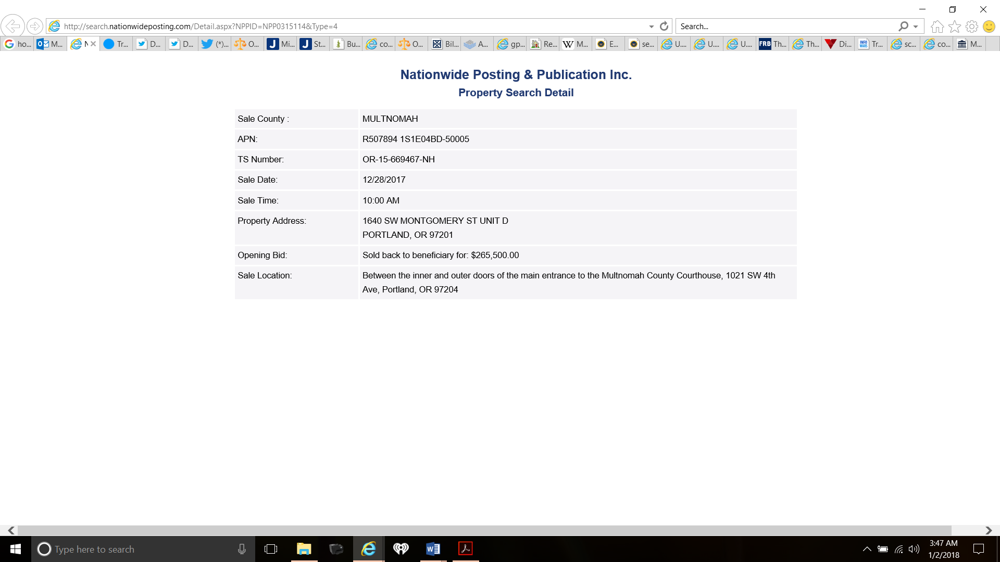 http://search.nationwideposting.com/Detail.aspx?NPPID=NPP0315114&Type=4
Search...
ho... M... N Tr... D... D... (*)... O... Mi... St... Bu... co... O... Bil... A... gp... Re... M... E... se... U.... U.... U.... Th... Th... Di... Tr... sc... co... M...
Nationwide Posting & Publication Inc.
Property Search Detail
Sale County : MULTNOMAH
APN: R507894 1S1E04BD-50005
TS Number: OR-15-669467-NH
Sale Date: 12/28/2017
Sale Time: 10:00 AM
Property Address: 1640 SW MONTGOMERY ST UNIT D
PORTLAND, OR 97201
Opening Bid: Sold back to beneficiary for: $265,500.00
Sale Location: Between the inner and outer doors of the main entrance to the Multnomah County Courthouse, 1021 SW 4th
Ave, Portland, OR 97204
Type here to search
3:47 AM
1/2/2018